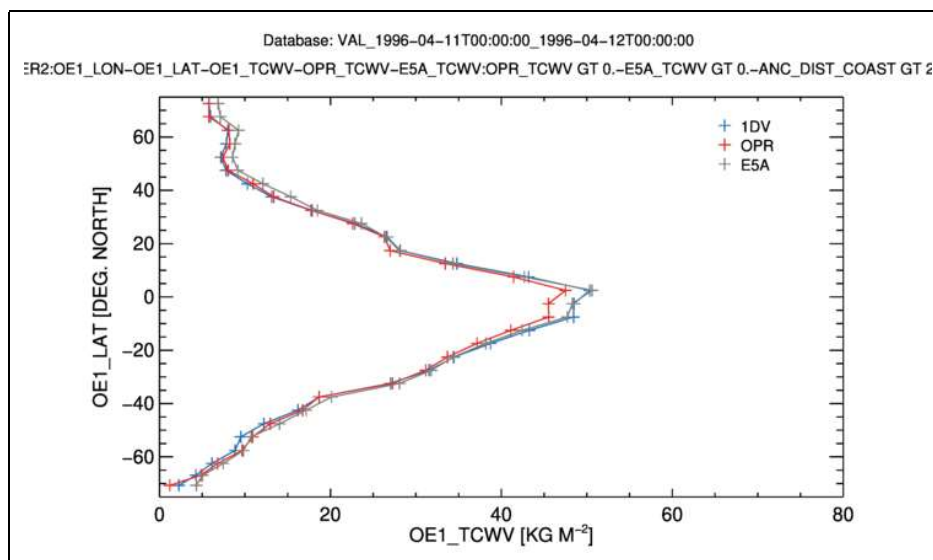 Database: VAL_1996-04-11T00:00:00_1996-04-12T00:00:00
ER2:OE1_LON-OE1_LAT-OE1_TCWV-OPR_TCWV-E5A_TCWV:OPR_TCWV GT 0.-E5A_TCWV GT 0.-ANC_DIST_COAST GT 2
1DV
OPR
E5A
60
40
20
0
-20
-40
-60
OE1_LAT [DEG. NORTH]
0 20 40 60 80
OE1_TCWV [KG M⁻²]